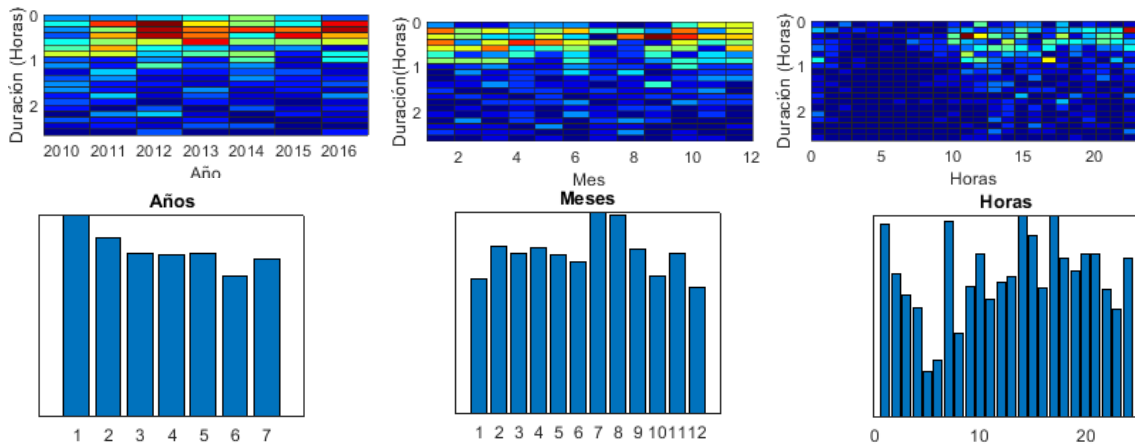 0
1
2
Duración (Horas)
2010 2011 2012 2013 2014 2015 2016
Año
0
1
2
Duración(Horas)
2 4 6 8 10 12
Mes
0
1
2
Duración (Horas)
0 5 10 15 20
Horas
Años
1 2 3 4 5 6 7
Meses
1 2 3 4 5 6 7 8 9 10 11 12
Horas
0 10 20